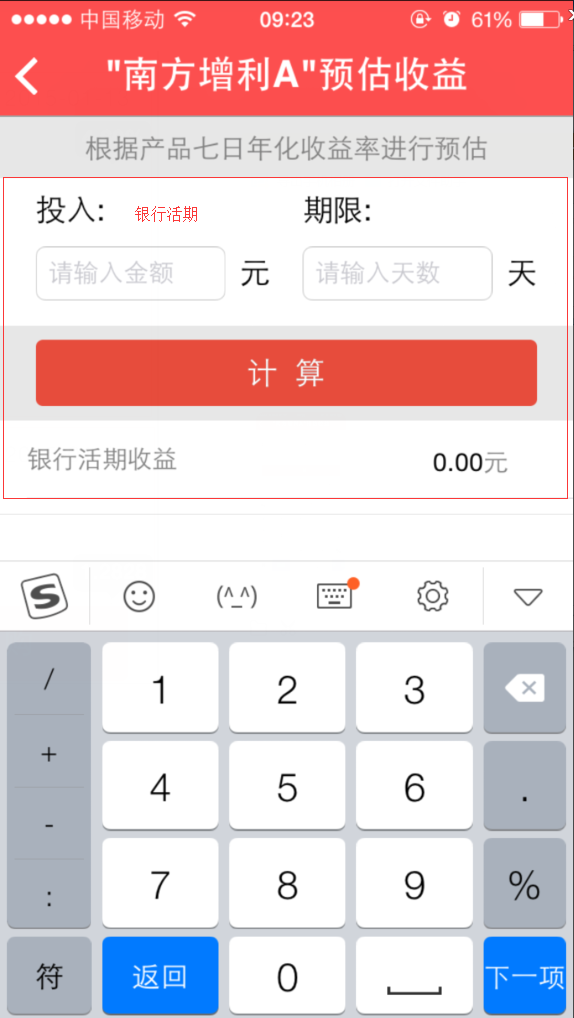 中国移动 09:23 61%
"南方增利A"预估收益
根据产品七日年化收益率进行预估
投入: 银行活期 期限:
请输入金额 元 请输入天数 天
计 算
银行活期收益 0.00元
S (^_^)
/ 1 2 3
+ 4 5 6 .
- 7 8 9 %
:
符 返回 0 下一项